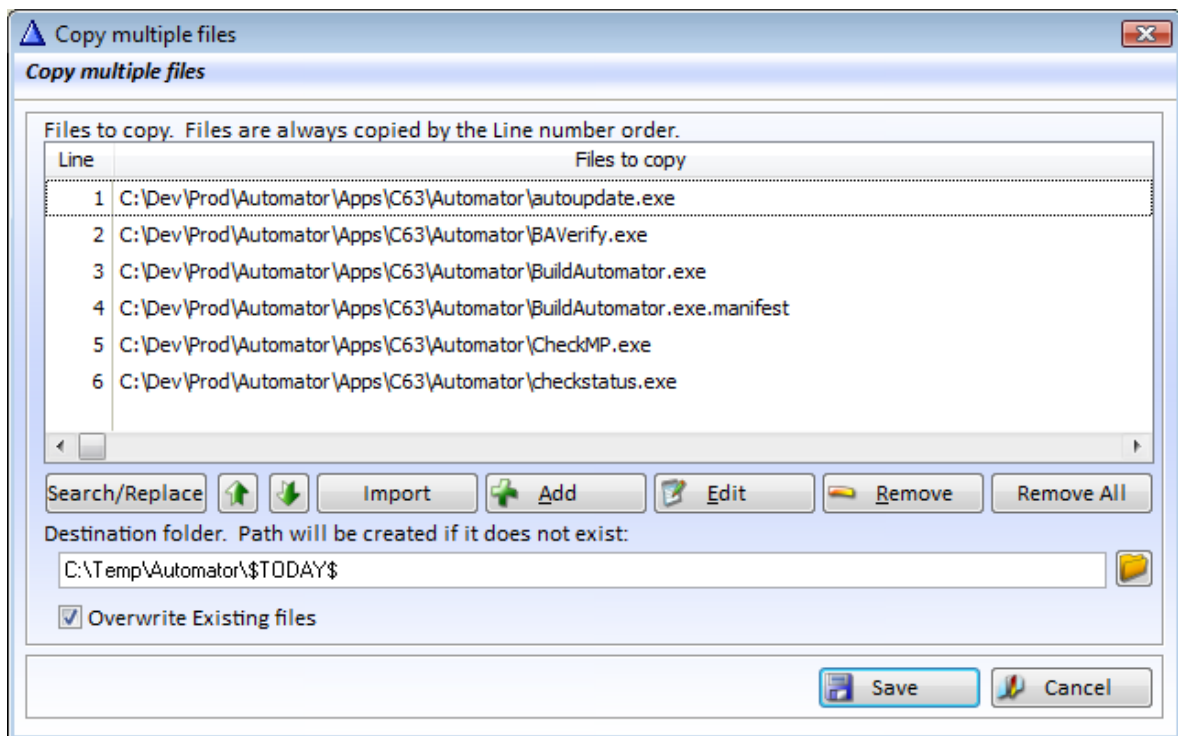 Copy multiple files
Copy multiple files
Files to copy.  Files are always copied by the Line number order.
Line Files to copy
1 C:\Dev\Prod\Automator\Apps\C63\Automator\autoupdate.exe
2 C:\Dev\Prod\Automator\Apps\C63\Automator\BAVerify.exe
3 C:\Dev\Prod\Automator\Apps\C63\Automator\BuildAutomator.exe
4 C:\Dev\Prod\Automator\Apps\C63\Automator\BuildAutomator.exe.manifest
5 C:\Dev\Prod\Automator\Apps\C63\Automator\CheckMP.exe
6 C:\Dev\Prod\Automator\Apps\C63\Automator\checkstatus.exe
Search/Replace Import Add Edit Remove Remove All
Destination folder.  Path will be created if it does not exist:
C:\Temp\Automator\$TODAY$
Overwrite Existing files
Save Cancel